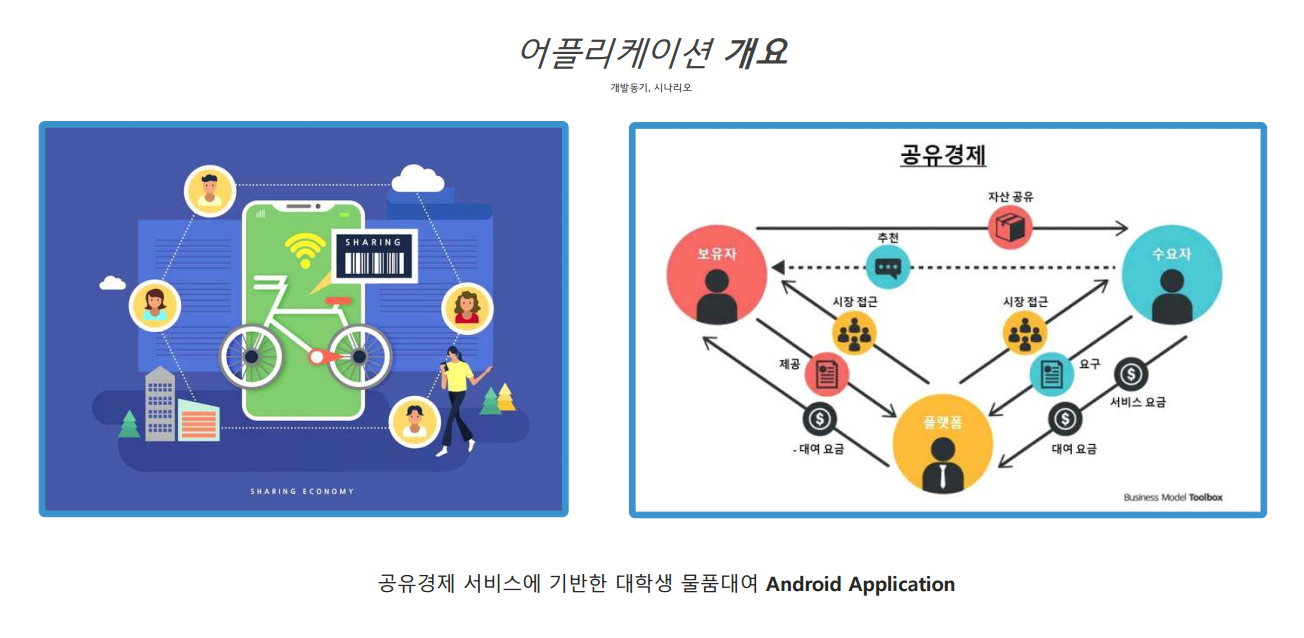 어플리케이션 개요
개발동기, 시나리오
SHARING
SHARING ECONOMY
공유경제
자산 공유
보유자
추천
수요자
시장 접근
시장 접근
제공
요구
서비스 요금
플랫폼
- 대여 요금
대여 요금
Business Model Toolbox
공유경제 서비스에 기반한 대학생 물품대여 Android Application